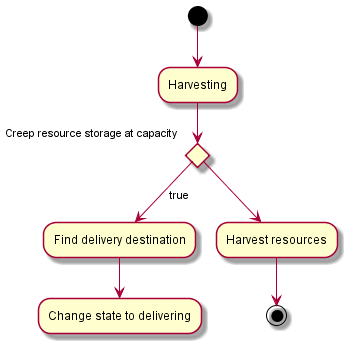 Harvesting
Creep resource storage at capacity
true
Find delivery destination
Harvest resources
Change state to delivering